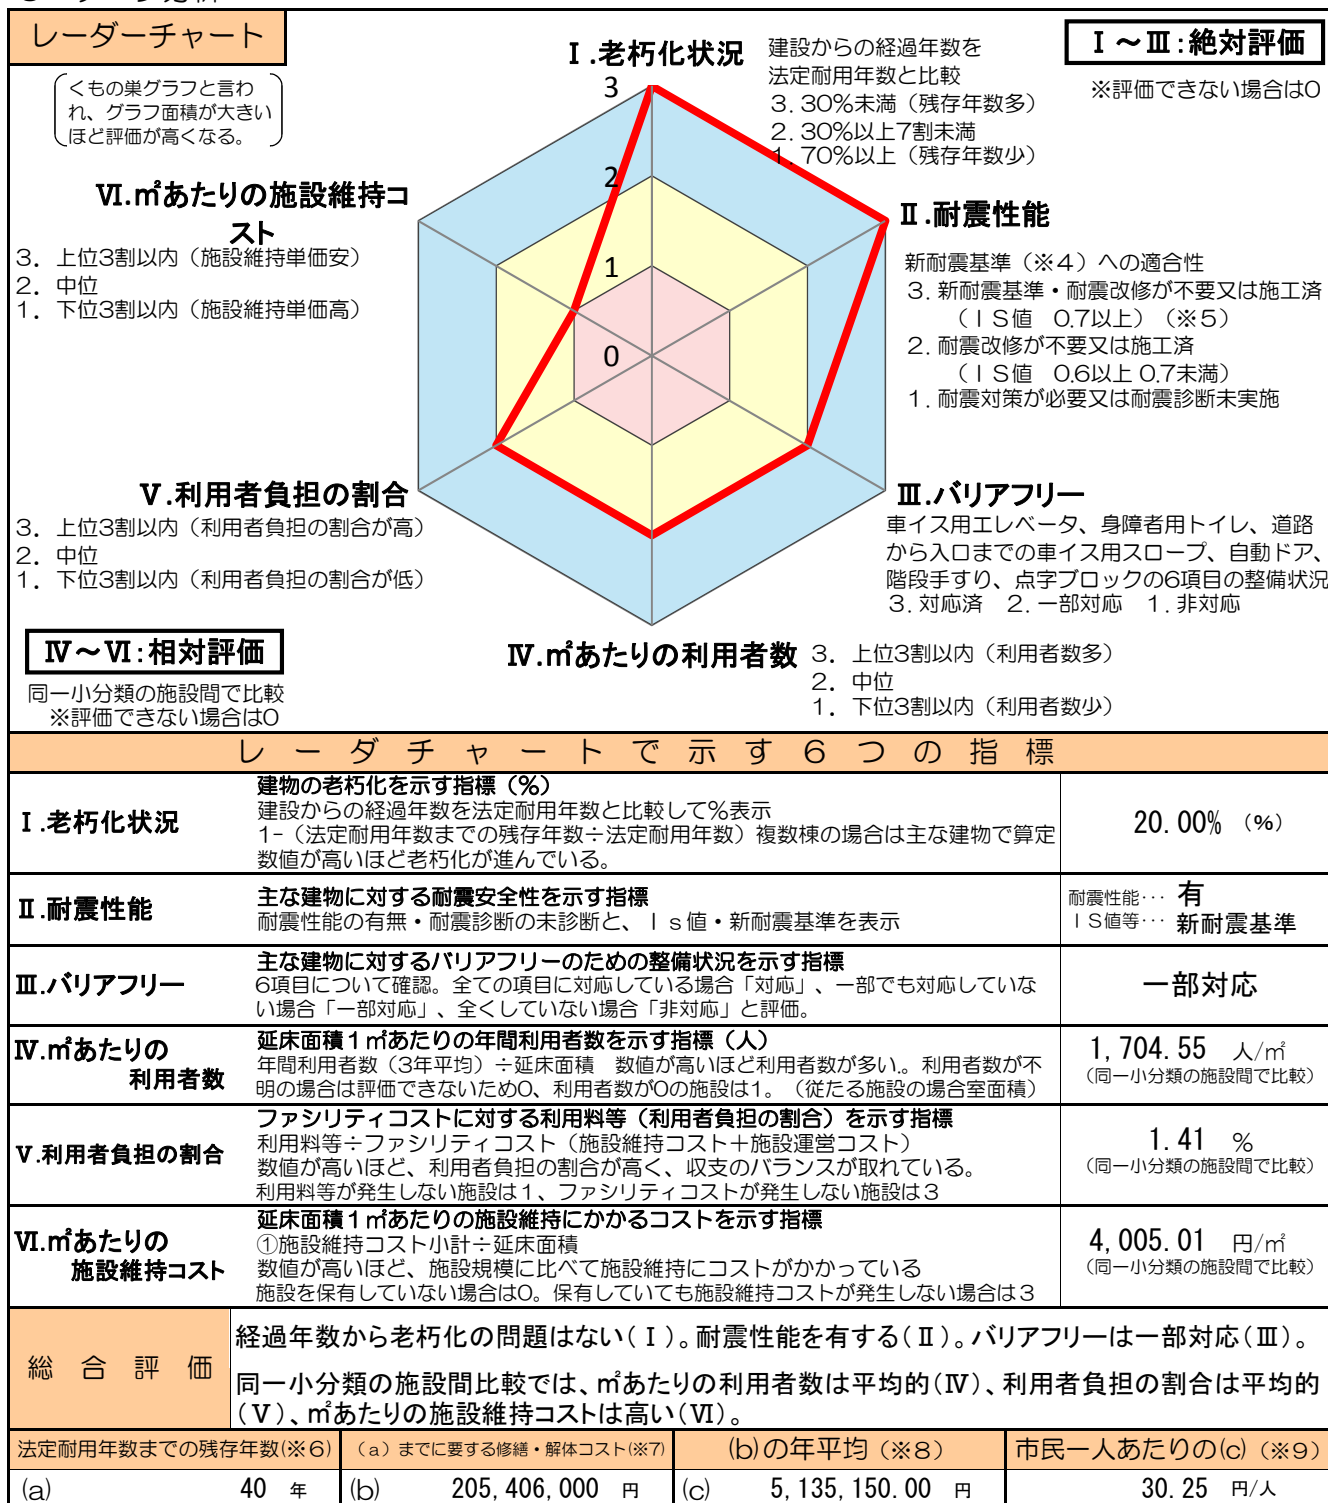 レーダーチャート
くもの巣グラフと言わ
れ、グラフ面積が大きい
ほど評価が高くなる。
Ⅰ.老朽化状況
建設からの経過年数を
法定耐用年数と比較
3.30%未満（残存年数多）
2.30%以上7割未満
1.70%以上（残存年数少）
Ⅰ～Ⅲ:絶対評価
※評価できない場合は0
3
2
1
0
Ⅵ.㎡あたりの施設維持コ
スト
3. 上位3割以内（施設維持単価安）
2. 中位
1. 下位3割以内（施設維持単価高）
Ⅱ.耐震性能
新耐震基準（※4）への適合性
3.新耐震基準・耐震改修が不要又は施工済
（ＩＳ値　0.7以上）（※5）
2.耐震改修が不要又は施工済
（ＩＳ値　0.6以上 0.7未満）
1.耐震対策が必要又は耐震診断未実施
Ⅴ.利用者負担の割合
3. 上位3割以内（利用者負担の割合が高）
2. 中位
1. 下位3割以内（利用者負担の割合が低）
Ⅲ.バリアフリー
車イス用エレベータ、身障者用トイレ、道路
から入口までの車イス用スロープ、自動ドア、
階段手すり、点字ブロックの6項目の整備状況
3.対応済　2.一部対応　1.非対応
Ⅳ～Ⅵ:相対評価
同一小分類の施設間で比較
※評価できない場合は0
Ⅳ.㎡あたりの利用者数
3. 上位3割以内（利用者数多）
2. 中位
1. 下位3割以内（利用者数少）
レーダチャートで示す6つの指標
Ⅰ.老朽化状況
建物の老朽化を示す指標（%）
建設からの経過年数を法定耐用年数と比較して%表示
1-（法定耐用年数までの残存年数÷法定耐用年数）複数棟の場合は主な建物で算定
数値が高いほど老朽化が進んでいる。
20.00%（%）
Ⅱ.耐震性能
主な建物に対する耐震安全性を示す指標
耐震性能の有無・耐震診断の未診断と、Ｉｓ値・新耐震基準を表示
耐震性能… 有
ＩＳ値等… 新耐震基準
Ⅲ.バリアフリー
主な建物に対するバリアフリーのための整備状況を示す指標
6項目について確認。全ての項目に対応している場合「対応」、一部でも対応していな
い場合「一部対応」、全くしていない場合「非対応」と評価。
一部対応
Ⅳ.㎡あたりの
利用者数
延床面積１㎡あたりの年間利用者数を示す指標（人）
年間利用者数（3年平均）÷延床面積　数値が高いほど利用者数が多い。利用者数が不
明の場合は評価できないため0、利用者数が0の施設は1。（従たる施設の場合室面積）
1,704.55 人/㎡
（同一小分類の施設間で比較）
Ⅴ.利用者負担の割合
ファシリティコストに対する利用料等（利用者負担の割合）を示す指標
利用料等÷ファシリティコスト（施設維持コスト＋施設運営コスト）
数値が高いほど、利用者負担の割合が高く、収支のバランスが取れている。
利用料等が発生しない施設は１、ファシリティコストが発生しない施設は３
1.41 %
（同一小分類の施設間で比較）
Ⅵ.㎡あたりの
施設維持コスト
延床面積１㎡あたりの施設維持にかかるコストを示す指標
①施設維持コスト小計÷延床面積
数値が高いほど、施設規模に比べて施設維持にコストがかかっている
施設を保有していない場合は0。保有していても施設維持コストが発生しない場合は３
4,005.01 円/㎡
（同一小分類の施設間で比較）
総合評価
経過年数から老朽化の問題はない(Ⅰ)。耐震性能を有する(Ⅱ)。バリアフリーは一部対応(Ⅲ)。
同一小分類の施設間比較では、㎡あたりの利用者数は平均的(Ⅳ)、利用者負担の割合は平均的
(Ⅴ)、㎡あたりの施設維持コストは高い(Ⅵ)。
法定耐用年数までの残存年数(※6)
（a）までに要する修繕・解体コスト(※7)
(b)の年平均（※8）
市民一人あたりの(c)（※9）
(a) 40 年
(b) 205,406,000 円
(c) 5,135,150.00 円
30.25 円/人